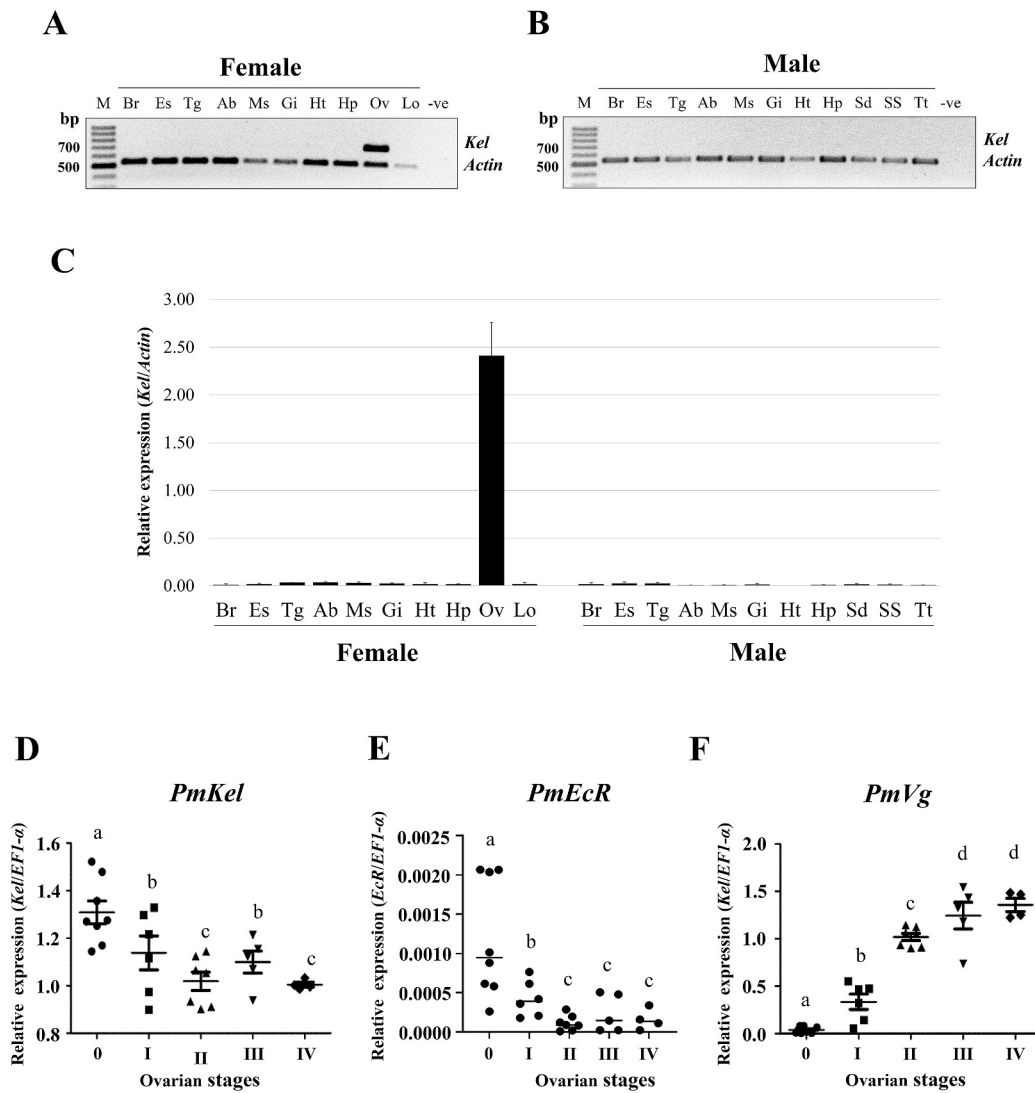 A
Female
M Br Es Tg Ab Ms Gi Ht Hp Ov Lo -ve
bp
700
500
Kel
Actin
B
Male
M Br Es Tg Ab Ms Gi Ht Hp Sd SS Tt -ve
bp
700
500
Kel
Actin
C
Relative expression (Kel/Actin)
3.00
2.50
2.00
1.50
1.00
0.50
0.00
Br Es Tg Ab Ms Gi Ht Hp Ov Lo Br Es Tg Ab Ms Gi Ht Hp Sd SS Tt
Female Male
D
PmKel
Relative expression (Kel/EF1-α)
1.6
1.4
1.2
1.0
0.8
a b c b c
0 I II III IV
Ovarian stages
E
PmEcR
Relative expression (EcR/EF1-α)
0.0025
0.0020
0.0015
0.0010
0.0005
0.0000
a b c c c
0 I II III IV
Ovarian stages
F
PmVg
Relative expression (Kel/EF1-α)
2.0
1.5
1.0
0.5
0.0
a b c d d
0 I II III IV
Ovarian stages